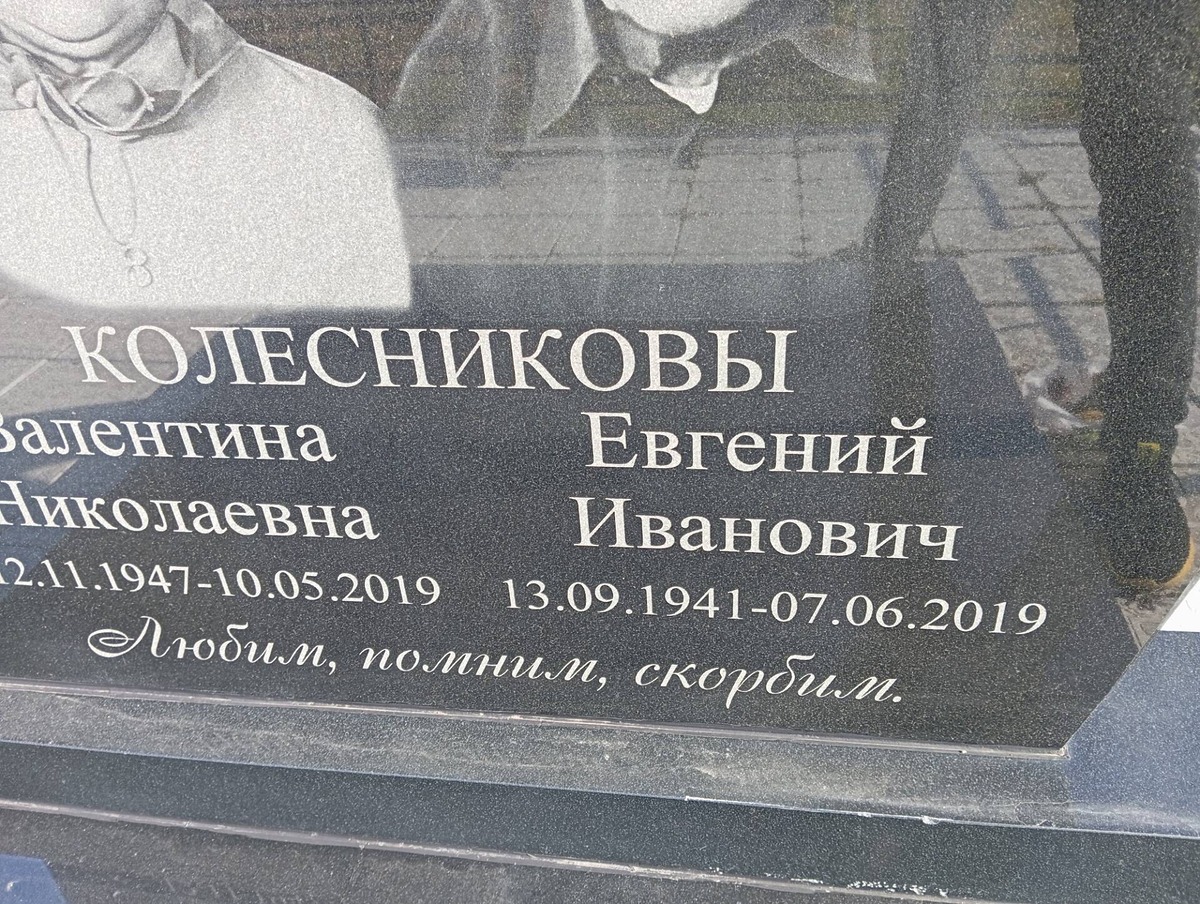 КОЛЕСНИКОВЫ
Валентина Евгений
Николаевна Иванович
12.11.1947-10.05.2019 13.09.1941-07.06.2019
Любим, помним, скорбим.